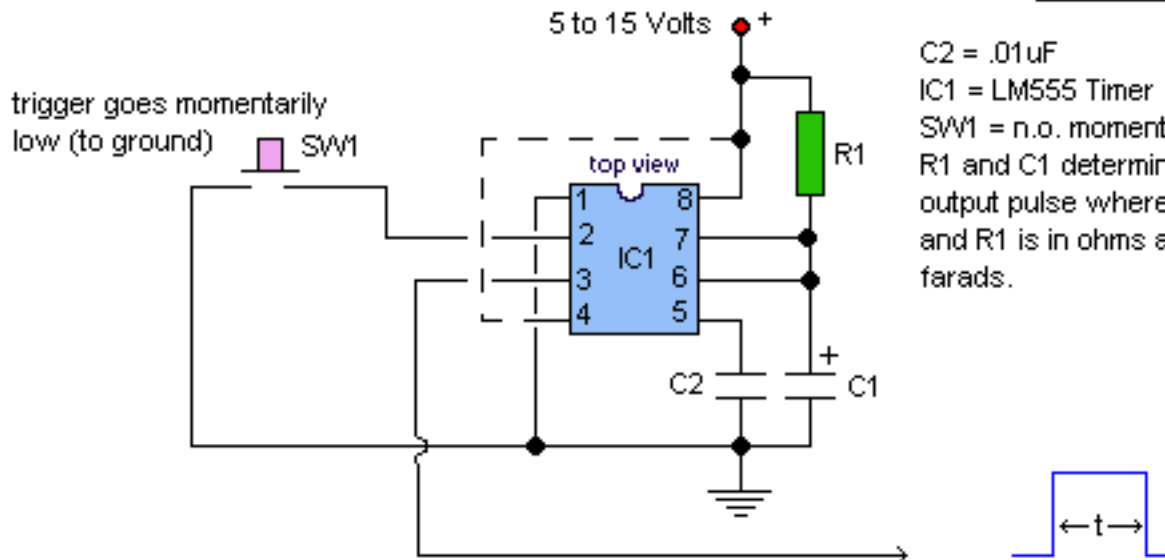 5 to 15 Volts +
trigger goes momentarily
low (to ground)
SW1
C2 = .01uF
IC1 = LM555 Timer
SW1 = n.o.
R1 and C1
output pulse where
and R1 is in ohms
farads.
R1
top view
1 8
2 7
IC1
3 6
4 5
+
C2 C1
t